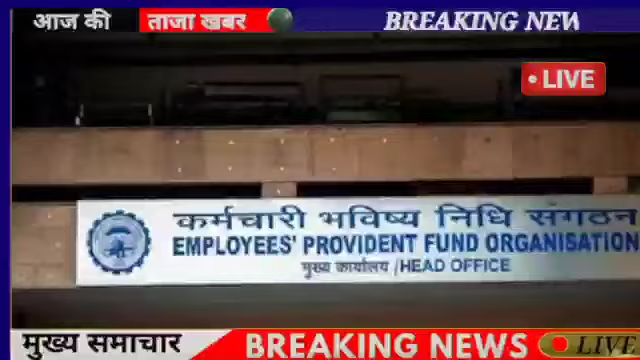 आज की ताजा खबर BREAKING NEW
LIVE
कर्मचारी भविष्य निधि संगठन
EMPLOYEES' PROVIDENT FUND ORGANISATION
मुख्य कार्यालय /HEAD OFFICE
मुख्य समाचार BREAKING NEWS LIVE